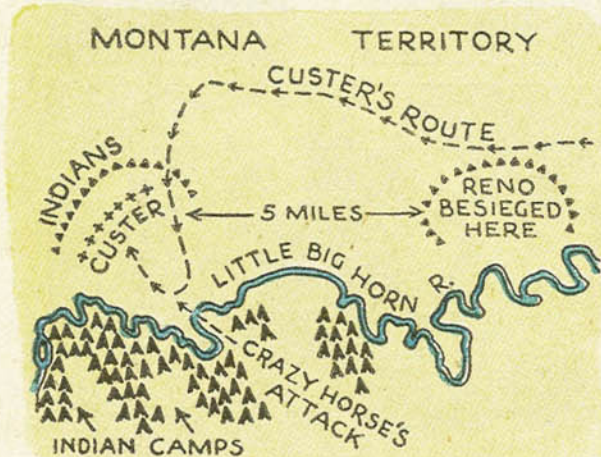 MONTANA TERRITORY
CUSTER'S ROUTE
INDIANS
CUSTER
5 MILES
RENO
BESIEGED
HERE
LITTLE BIG HORN R.
CRAZY HORSE'S
ATTACK
INDIAN CAMPS